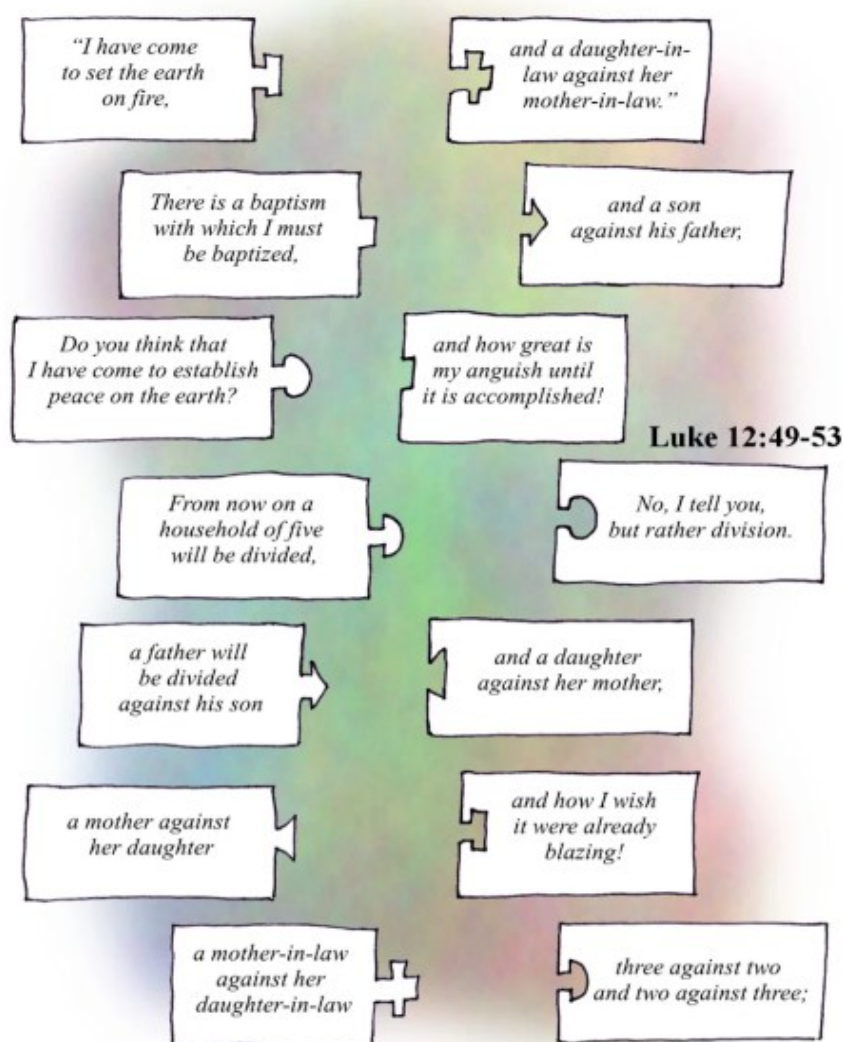 “I have come
to set the earth
on fire,
and a daughter-in-
law against her
mother-in-law.”
There is a baptism
with which I must
be baptized,
and a son
against his father,
Do you think that
I have come to establish
peace on the earth?
and how great is
my anguish until
it is accomplished!
Luke 12:49-53
From now on a
household of five
will be divided,
No, I tell you,
but rather division.
a father will
be divided
against his son
and a daughter
against her mother,
a mother against
her daughter
and how I wish
it were already
blazing!
a mother-in-law
against her
daughter-in-law
three against two
and two against three;